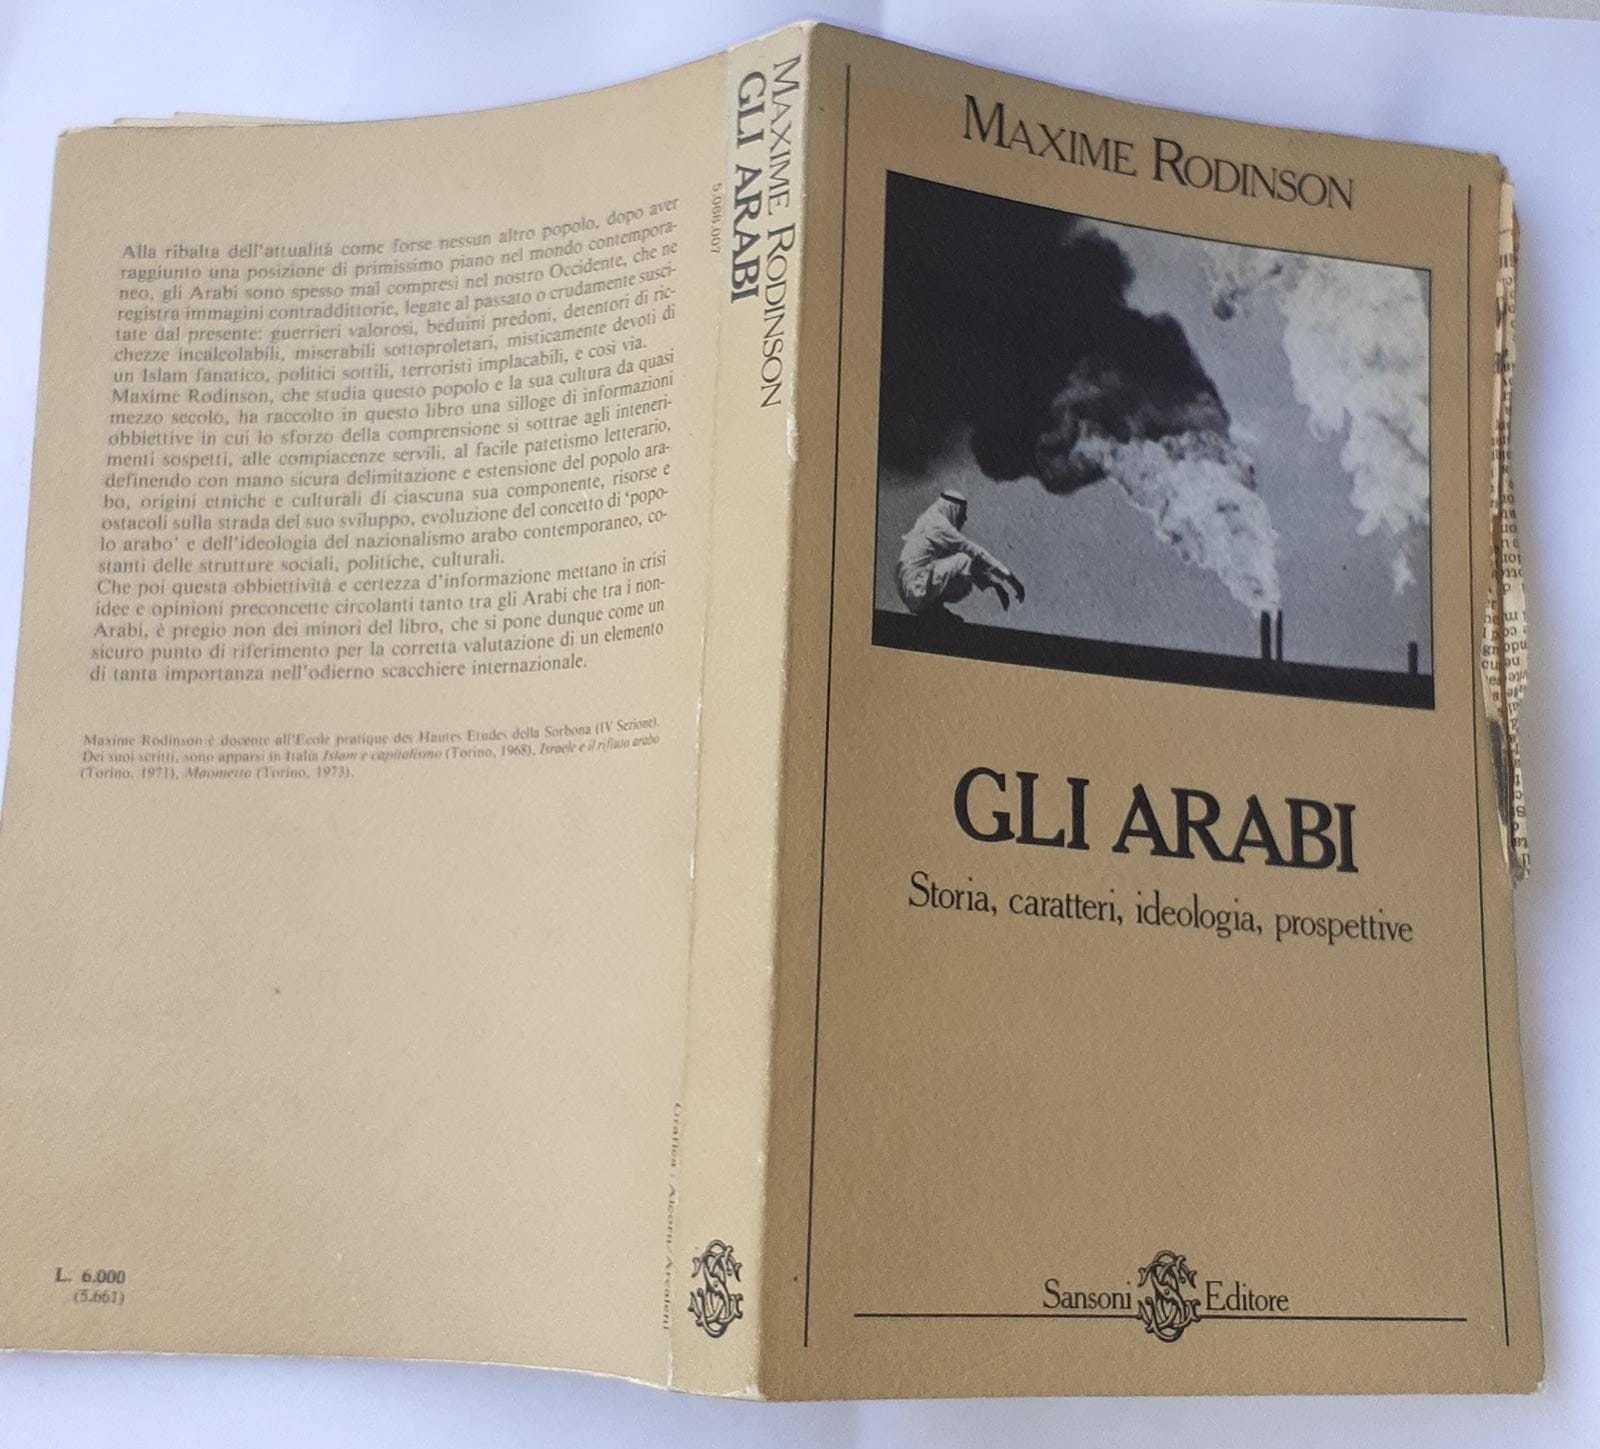 Alla ribalta dell'attualità come forse nessun altro popolo, dopo aver
raggiunto una posizione di primissimo piano nel mondo contempora-
neo, gli Arabi sono spesso mal compresi nel nostro Occidente, che ne
registra immagini contraddittorie, legate al passato o crudamente susci-
tate dal presente: guerrieri valorosi, beduini predoni, detentori di ric-
chezze incalcolabili, miserabili sottoproletari, misticamente devoti di
un Islam fanatico, politici sottili, terroristi implacabili, e così via.
Maxime Rodinson, che studia questo popolo e la sua cultura da quasi
mezzo secolo, ha raccolto in questo libro una silloge di informazioni
obbiettive in cui lo sforzo della comprensione si sottrae agli inteneri-
menti sospetti, alle compiacenze servili, al facile patetismo letterario,
definendo con mano sicura delimitazione e estensione del popolo ara-
bo, origini etniche e culturali di ciascuna sua componente, risorse e
ostacoli sulla strada del suo sviluppo, evoluzione del concetto di 'popo-
lo arabo' e dell'ideologia del nazionalismo arabo contemporaneo, co-
stanti delle strutture sociali, politiche, culturali.
Che poi questa obbiettività e certezza d'informazione mettano in crisi
idee e opinioni preconcette circolanti tanto tra gli Arabi che tra i non-
Arabi, è pregio non dei minori del libro, che si pone dunque come un
sicuro punto di riferimento per la corretta valutazione di un elemento
di tanta importanza nell'odierno scacchiere internazionale.
Maxime Rodinson è docente all'Ecole pratique des Hautes Etudes della Sorbona (IV Sezione).
Dei suoi scritti, sono apparsi in Italia Islam e capitalismo (Torino, 1968), Israele e il rifiuto arabo
(Torino, 1971), Maometto (Torino, 1973).
L. 6.000
(5.661)
Grafica:
MAXIME RODINSON
GLI ARABI
5.066.007
MAXIME RODINSON
GLI ARABI
Storia, caratteri, ideologia, prospettive
Sansoni Editore